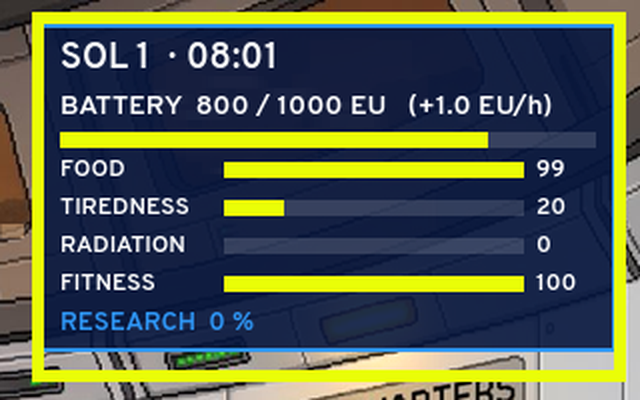 SOL 1 · 08:01
BATTERY 800 / 1000 EU (+1.0 EU/h)
FOOD 99
TIREDNESS 20
RADIATION 0
FITNESS 100
RESEARCH 0 %